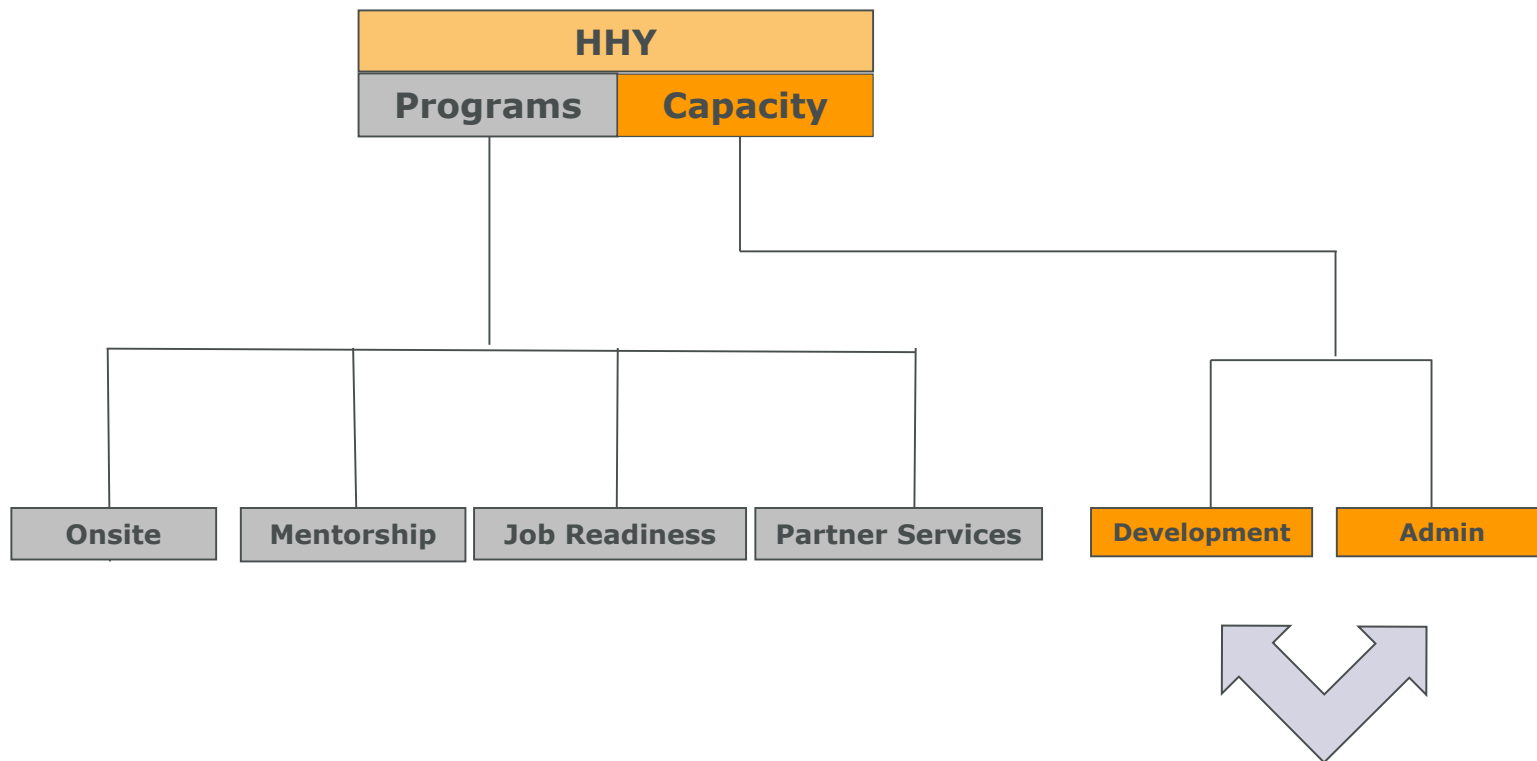 HHY
Programs Capacity
Onsite Mentorship Job Readiness Partner Services Development Admin